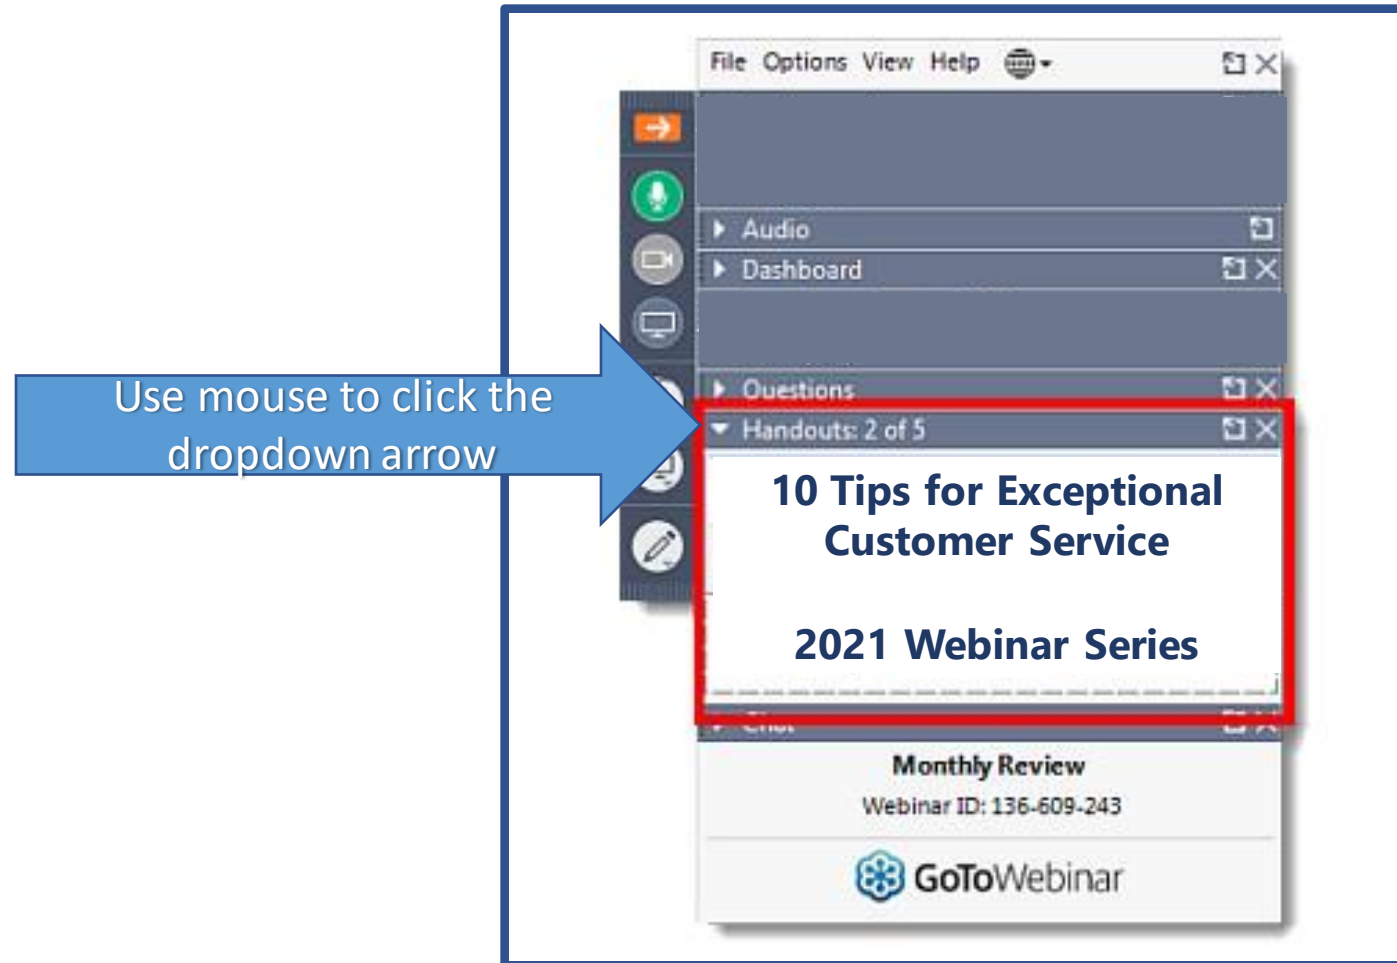 File Options View Help
Audio
Dashboard
Use mouse to click the
dropdown arrow
Questions
Handouts: 2 of 5
10 Tips for Exceptional
Customer Service
2021 Webinar Series
Chat
Monthly Review
Webinar ID: 136-609-243
GoToWebinar